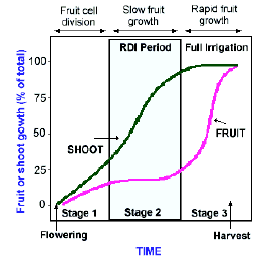 Fruit cell division
Slow fruit growth
Rapid fruit growth
RDI Period
Full Irrigation
Fruit or shoot gowth (% of total)
100
75
50
25
0
SHOOT
FRUIT
Stage 1
Stage 2
Stage 3
Flowering
Harvest
TIME